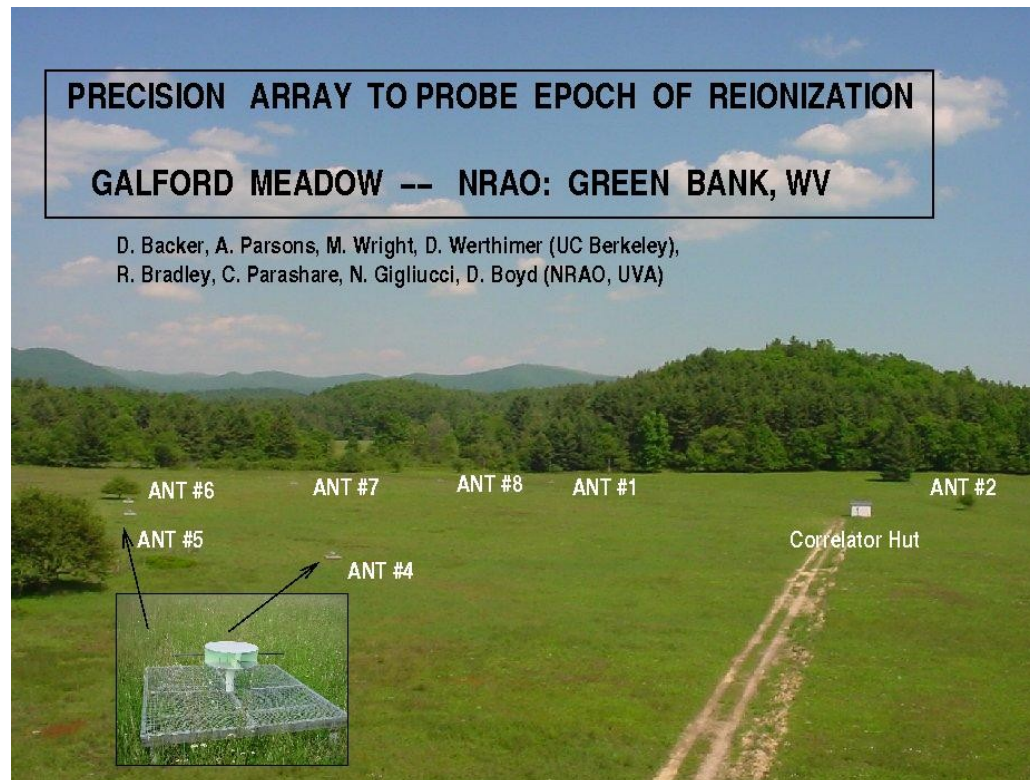 PRECISION ARRAY TO PROBE EPOCH OF REIONIZATION
GALFORD MEADOW -- NRAO: GREEN BANK, WV
D. Backer, A. Parsons, M. Wright, D. Werthimer (UC Berkeley),
R. Bradley, C. Parashare, N. Gigliucci, D. Boyd (NRAO, UVA)
ANT #6
ANT #7
ANT #8
ANT #1
ANT #2
ANT #5
Correlator Hut
ANT #4